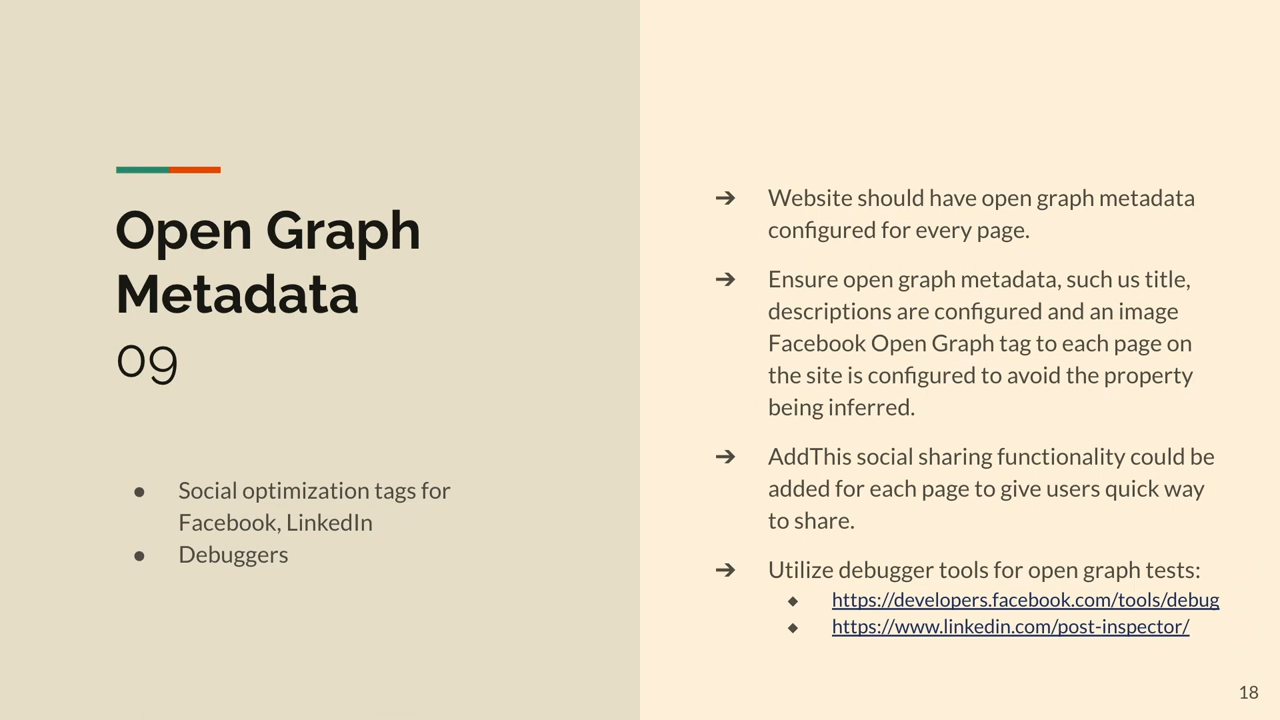 Open Graph
Metadata
09
● Social optimization tags for
Facebook, LinkedIn
● Debuggers
➔ Website should have open graph metadata
configured for every page.
➔ Ensure open graph metadata, such us title,
descriptions are configured and an image
Facebook Open Graph tag to each page on
the site is configured to avoid the property
being inferred.
➔ AddThis social sharing functionality could be
added for each page to give users quick way
to share.
➔ Utilize debugger tools for open graph tests:
◆ https://developers.facebook.com/tools/debug
◆ https://www.linkedin.com/post-inspector/
18